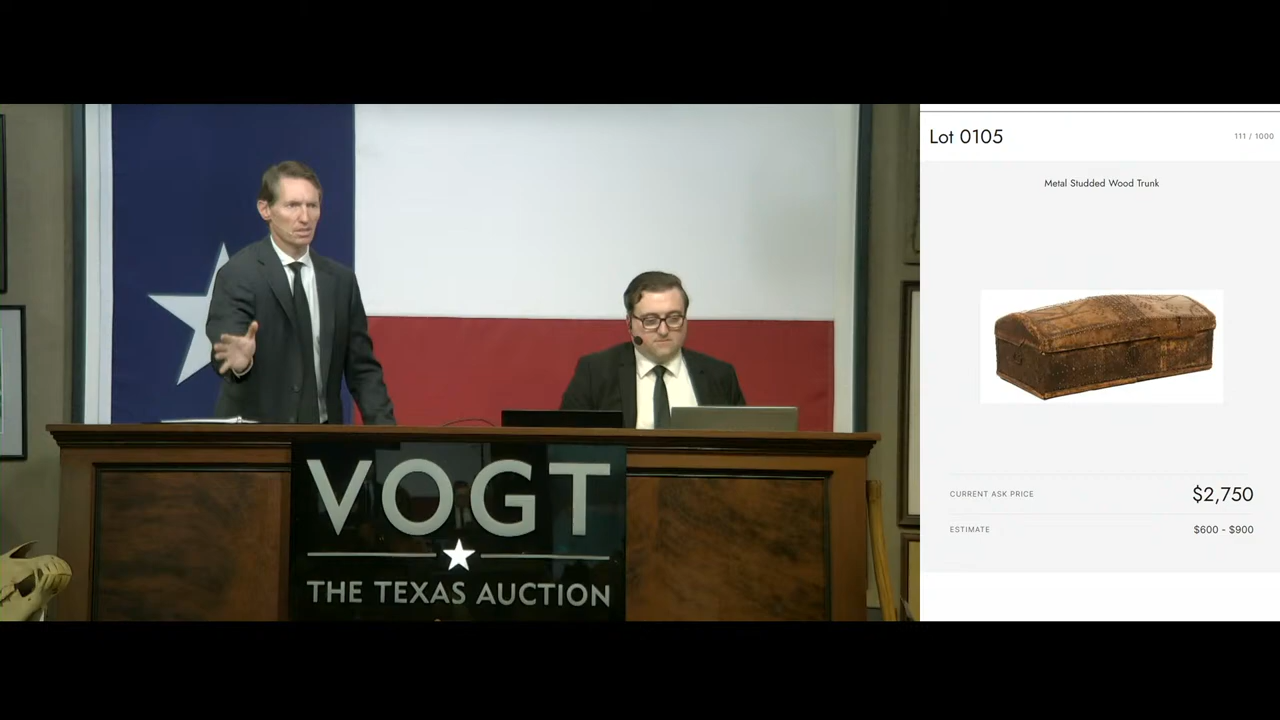 Lot 0105
111 / 1000
Metal Studded Wood Trunk
CURRENT ASK PRICE
$2,750
ESTIMATE
$600 - $900
VOGT
THE TEXAS AUCTION